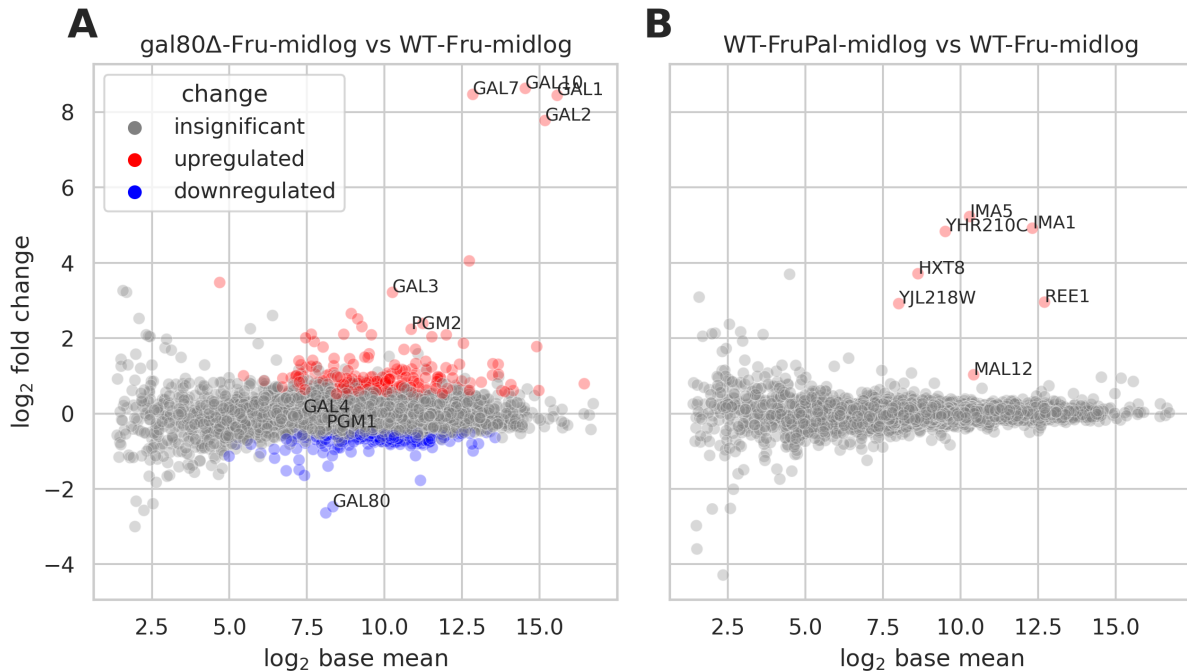 A
gal80Δ-Fru-midlog vs WT-Fru-midlog
change
insignificant
upregulated
downregulated
GAL7
GAL10
GAL1
GAL2
GAL3
PGM2
GAL4
PGM1
GAL80
8
6
4
2
0
−2
−4
log₂ fold change
2.5 5.0 7.5 10.0 12.5 15.0
log₂ base mean
B
WT-FruPal-midlog vs WT-Fru-midlog
IMA5
YHR210C
IMA1
HXT8
YJL218W
REE1
MAL12
2.5 5.0 7.5 10.0 12.5 15.0
log₂ base mean